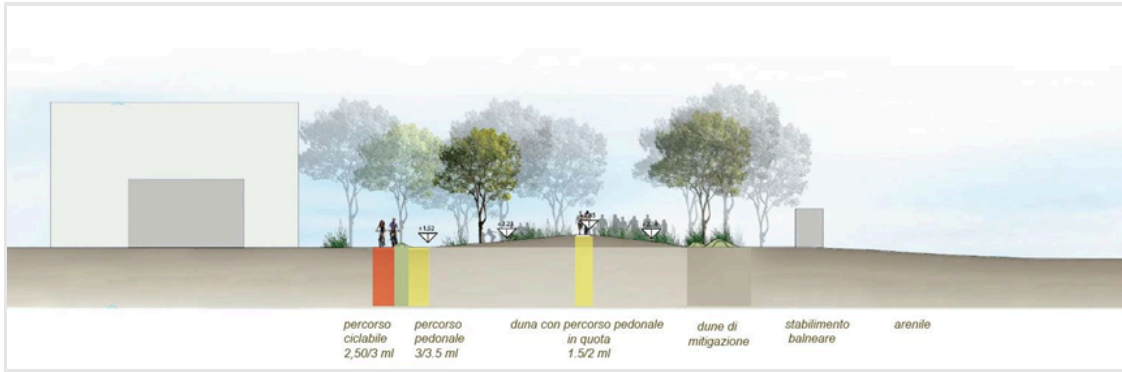 +1.52
percorso
ciclabile
2,50/3 ml
percorso
pedonale
3/3.5 ml
duna con percorso pedonale
in quota
1.5/2 ml
dune di
mitigazione
stabilimento
balneare
arenile